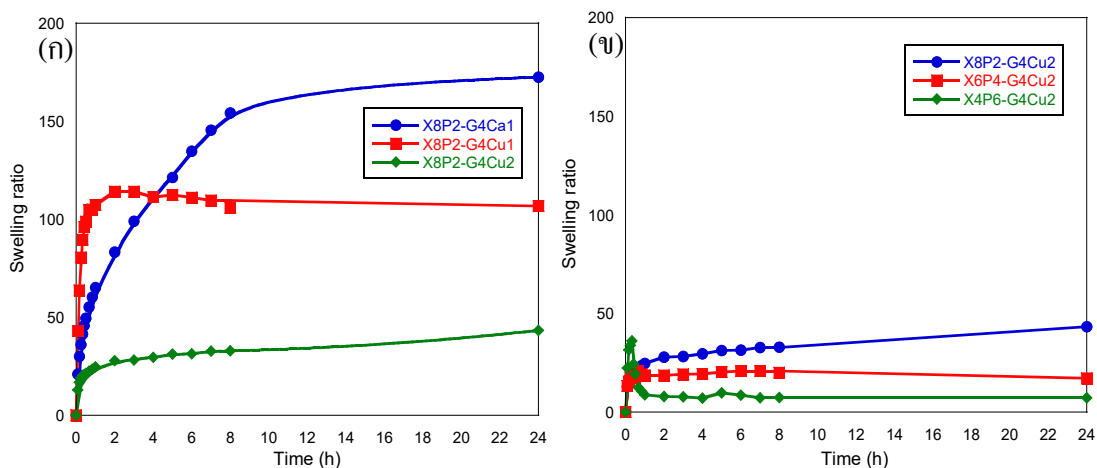 (ก)
200
150
100
50
0
Swelling ratio
X8P2-G4Ca1
X8P2-G4Cu1
X8P2-G4Cu2
0 2 4 6 8 10 12 14 16 18 20 22 24
Time (h)
(ข)
200
150
100
50
0
Swelling ratio
X8P2-G4Cu2
X6P4-G4Cu2
X4P6-G4Cu2
0 2 4 6 8 10 12 14 16 18 20 22 24
Time (h)